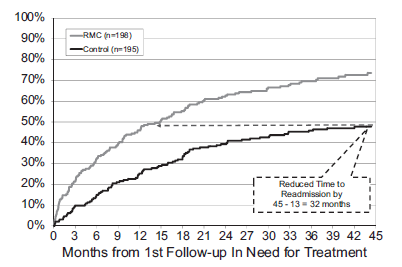 100%
90%
80%
70%
60%
50%
40%
30%
20%
10%
0%
RMC (n=198)
Control (n=195)
Reduced Time to
Readmission by
45 - 13 = 32 months
0 3 6 9 12 15 18 21 24 27 30 33 36 39 42 45
Months from 1st Follow-up In Need for Treatment